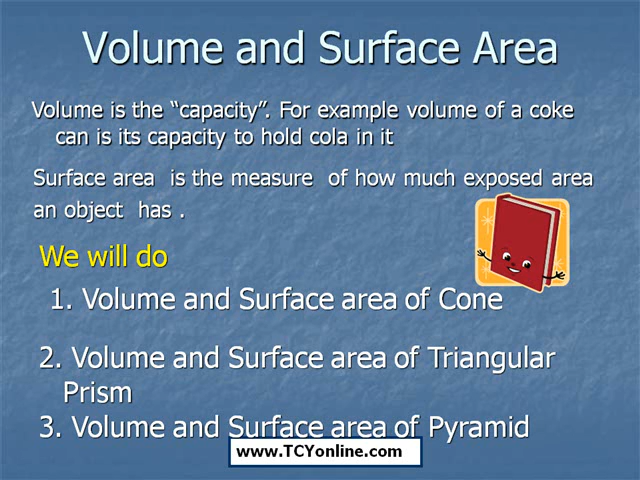 Volume and Surface Area
Volume is the “capacity”. For example volume of a coke
can is its capacity to hold cola in it
Surface area is the measure of how much exposed area
an object has .
We will do
1. Volume and Surface area of Cone
2. Volume and Surface area of Triangular
Prism
3. Volume and Surface area of Pyramid
www.TCYonline.com